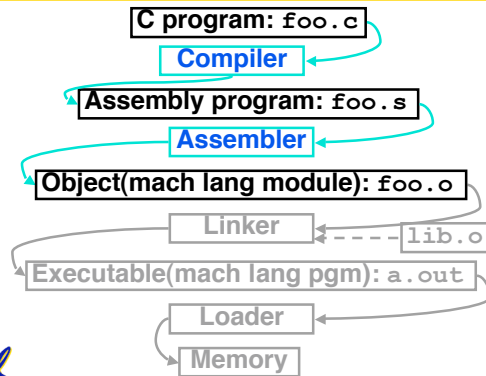 C program: foo.c
Compiler
Assembly program: foo.s
Assembler
Object(mach lang module): foo.o
Linker
lib.o
Executable(mach lang pgm): a.out
Loader
Memory